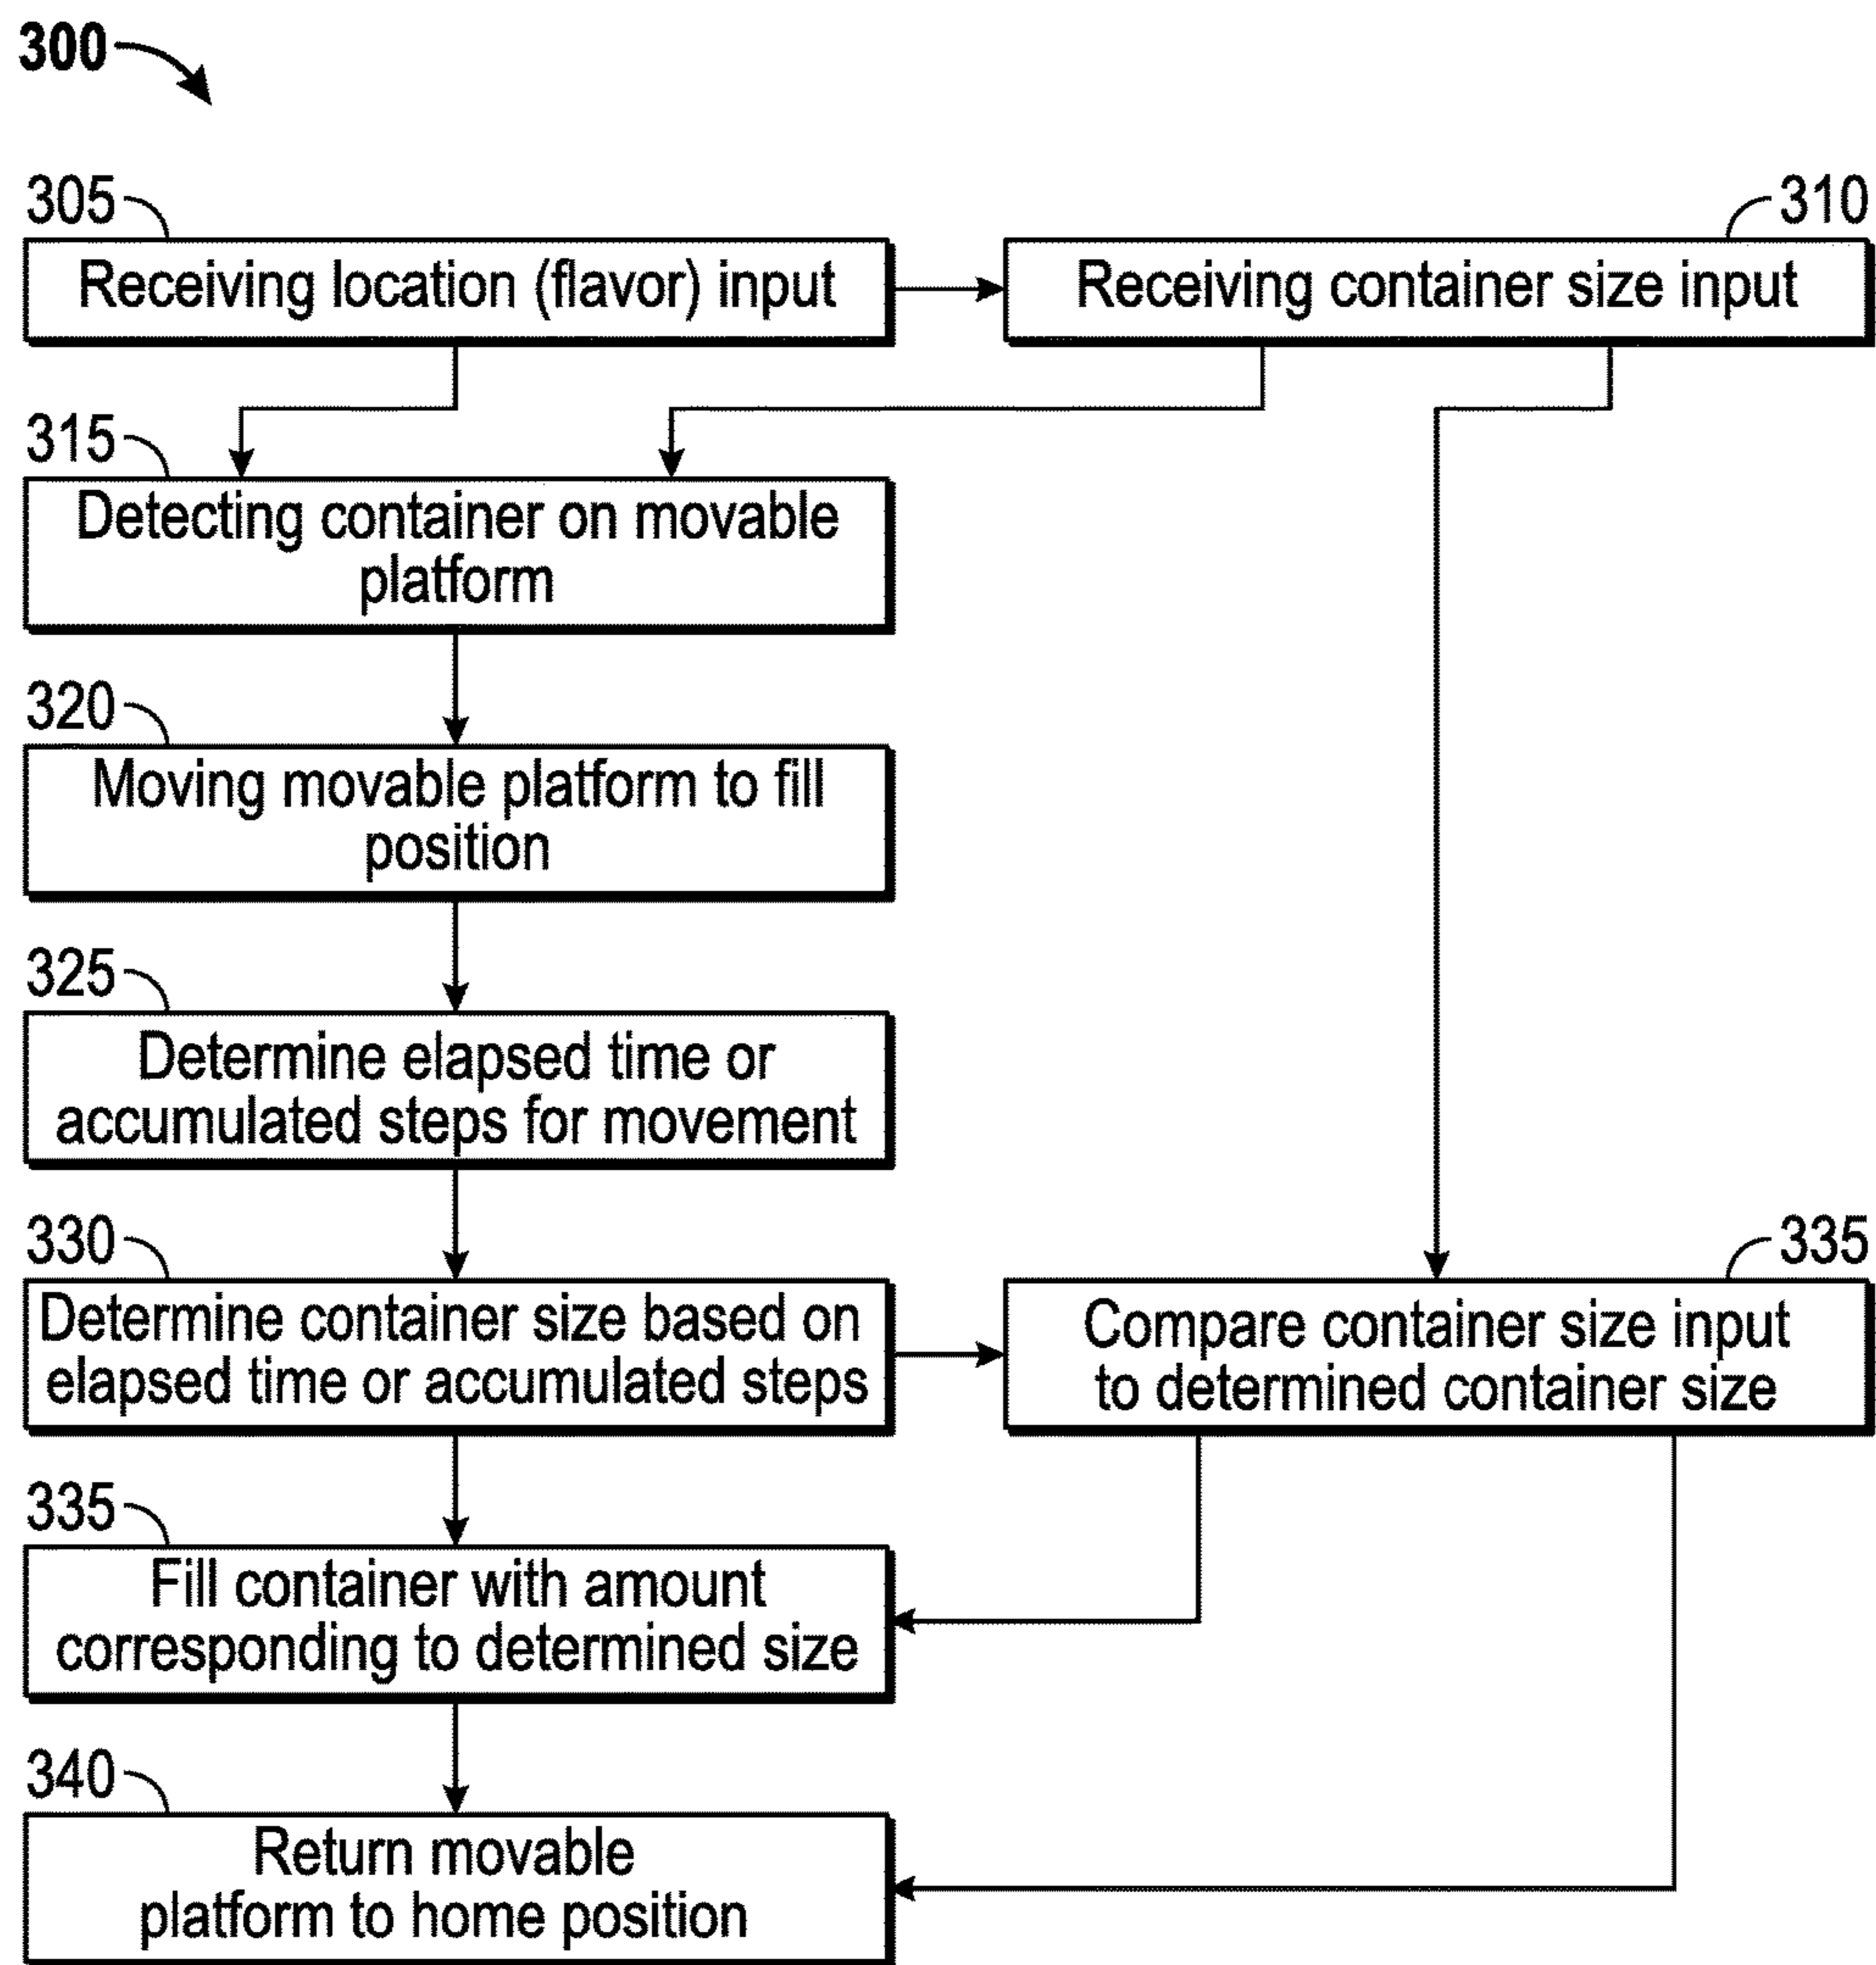 300
305
310
Receiving location (flavor) input
Receiving container size input
315
Detecting container on movable
platform
320
Moving movable platform to fill
position
325
Determine elapsed time or
accumulated steps for movement
330
335
Determine container size based on
elapsed time or accumulated steps
Compare container size input
to determined container size
335
Fill container with amount
corresponding to determined size
340
Return movable
platform to home position